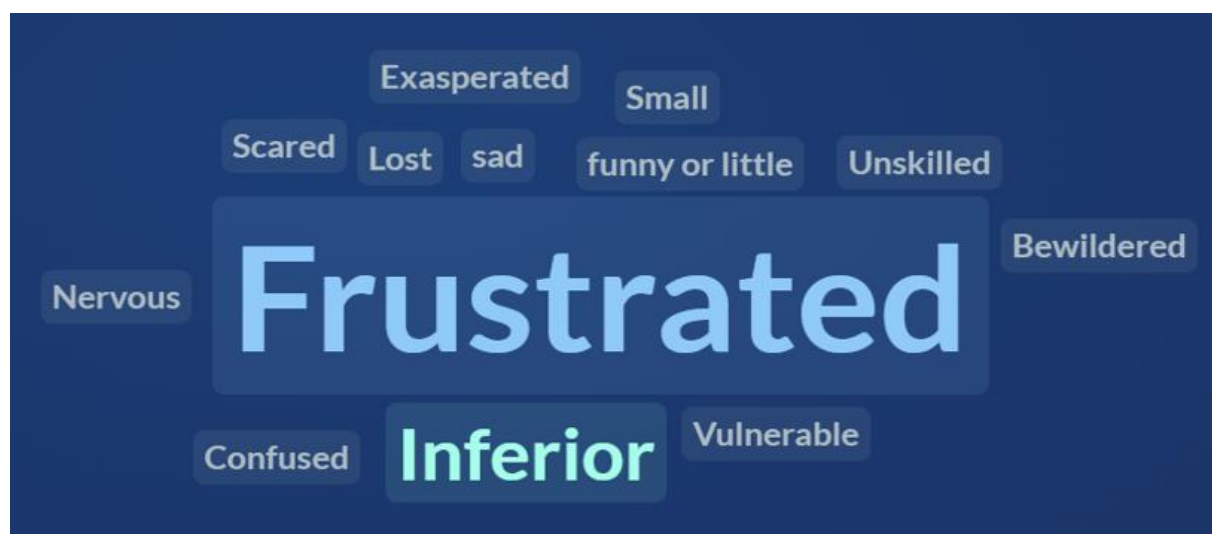 Exasperated
Small
Scared
Lost
sad
funny or little
Unskilled
Frustrated
Bewildered
Nervous
Confused
Inferior
Vulnerable